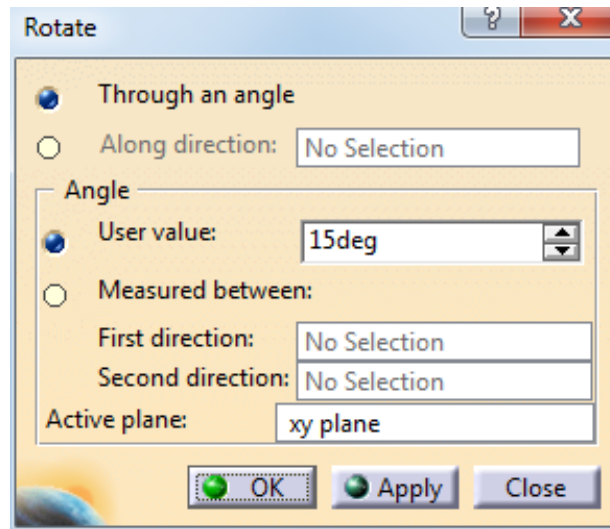 Rotate ?
Through an angle
Along direction: No Selection
Angle
User value: 15deg
Measured between:
First direction: No Selection
Second direction: No Selection
Active plane: xy plane
OK Apply Close